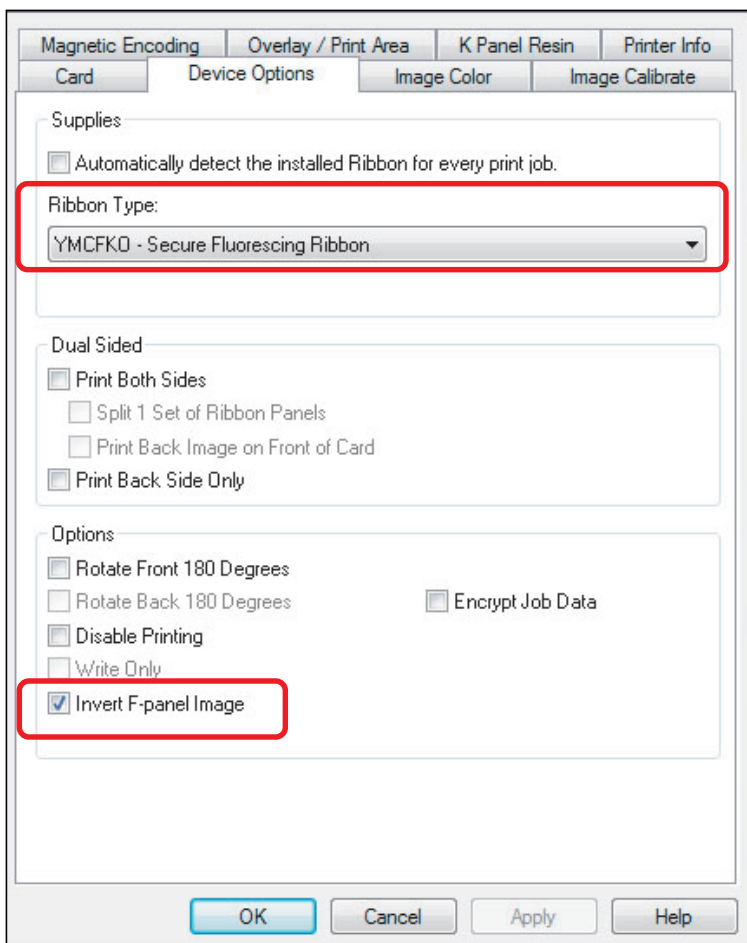 Magnetic Encoding Overlay / Print Area K Panel Resin Printer Info
Card Device Options Image Color Image Calibrate
Supplies
Automatically detect the installed Ribbon for every print job.
Ribbon Type:
YMCFKO - Secure Fluorescing Ribbon
Dual Sided
Print Both Sides
Split 1 Set of Ribbon Panels
Print Back Image on Front of Card
Print Back Side Only
Options
Rotate Front 180 Degrees
Rotate Back 180 Degrees Encrypt Job Data
Disable Printing
Write Only
Invert F-panel Image
OK Cancel Apply Help